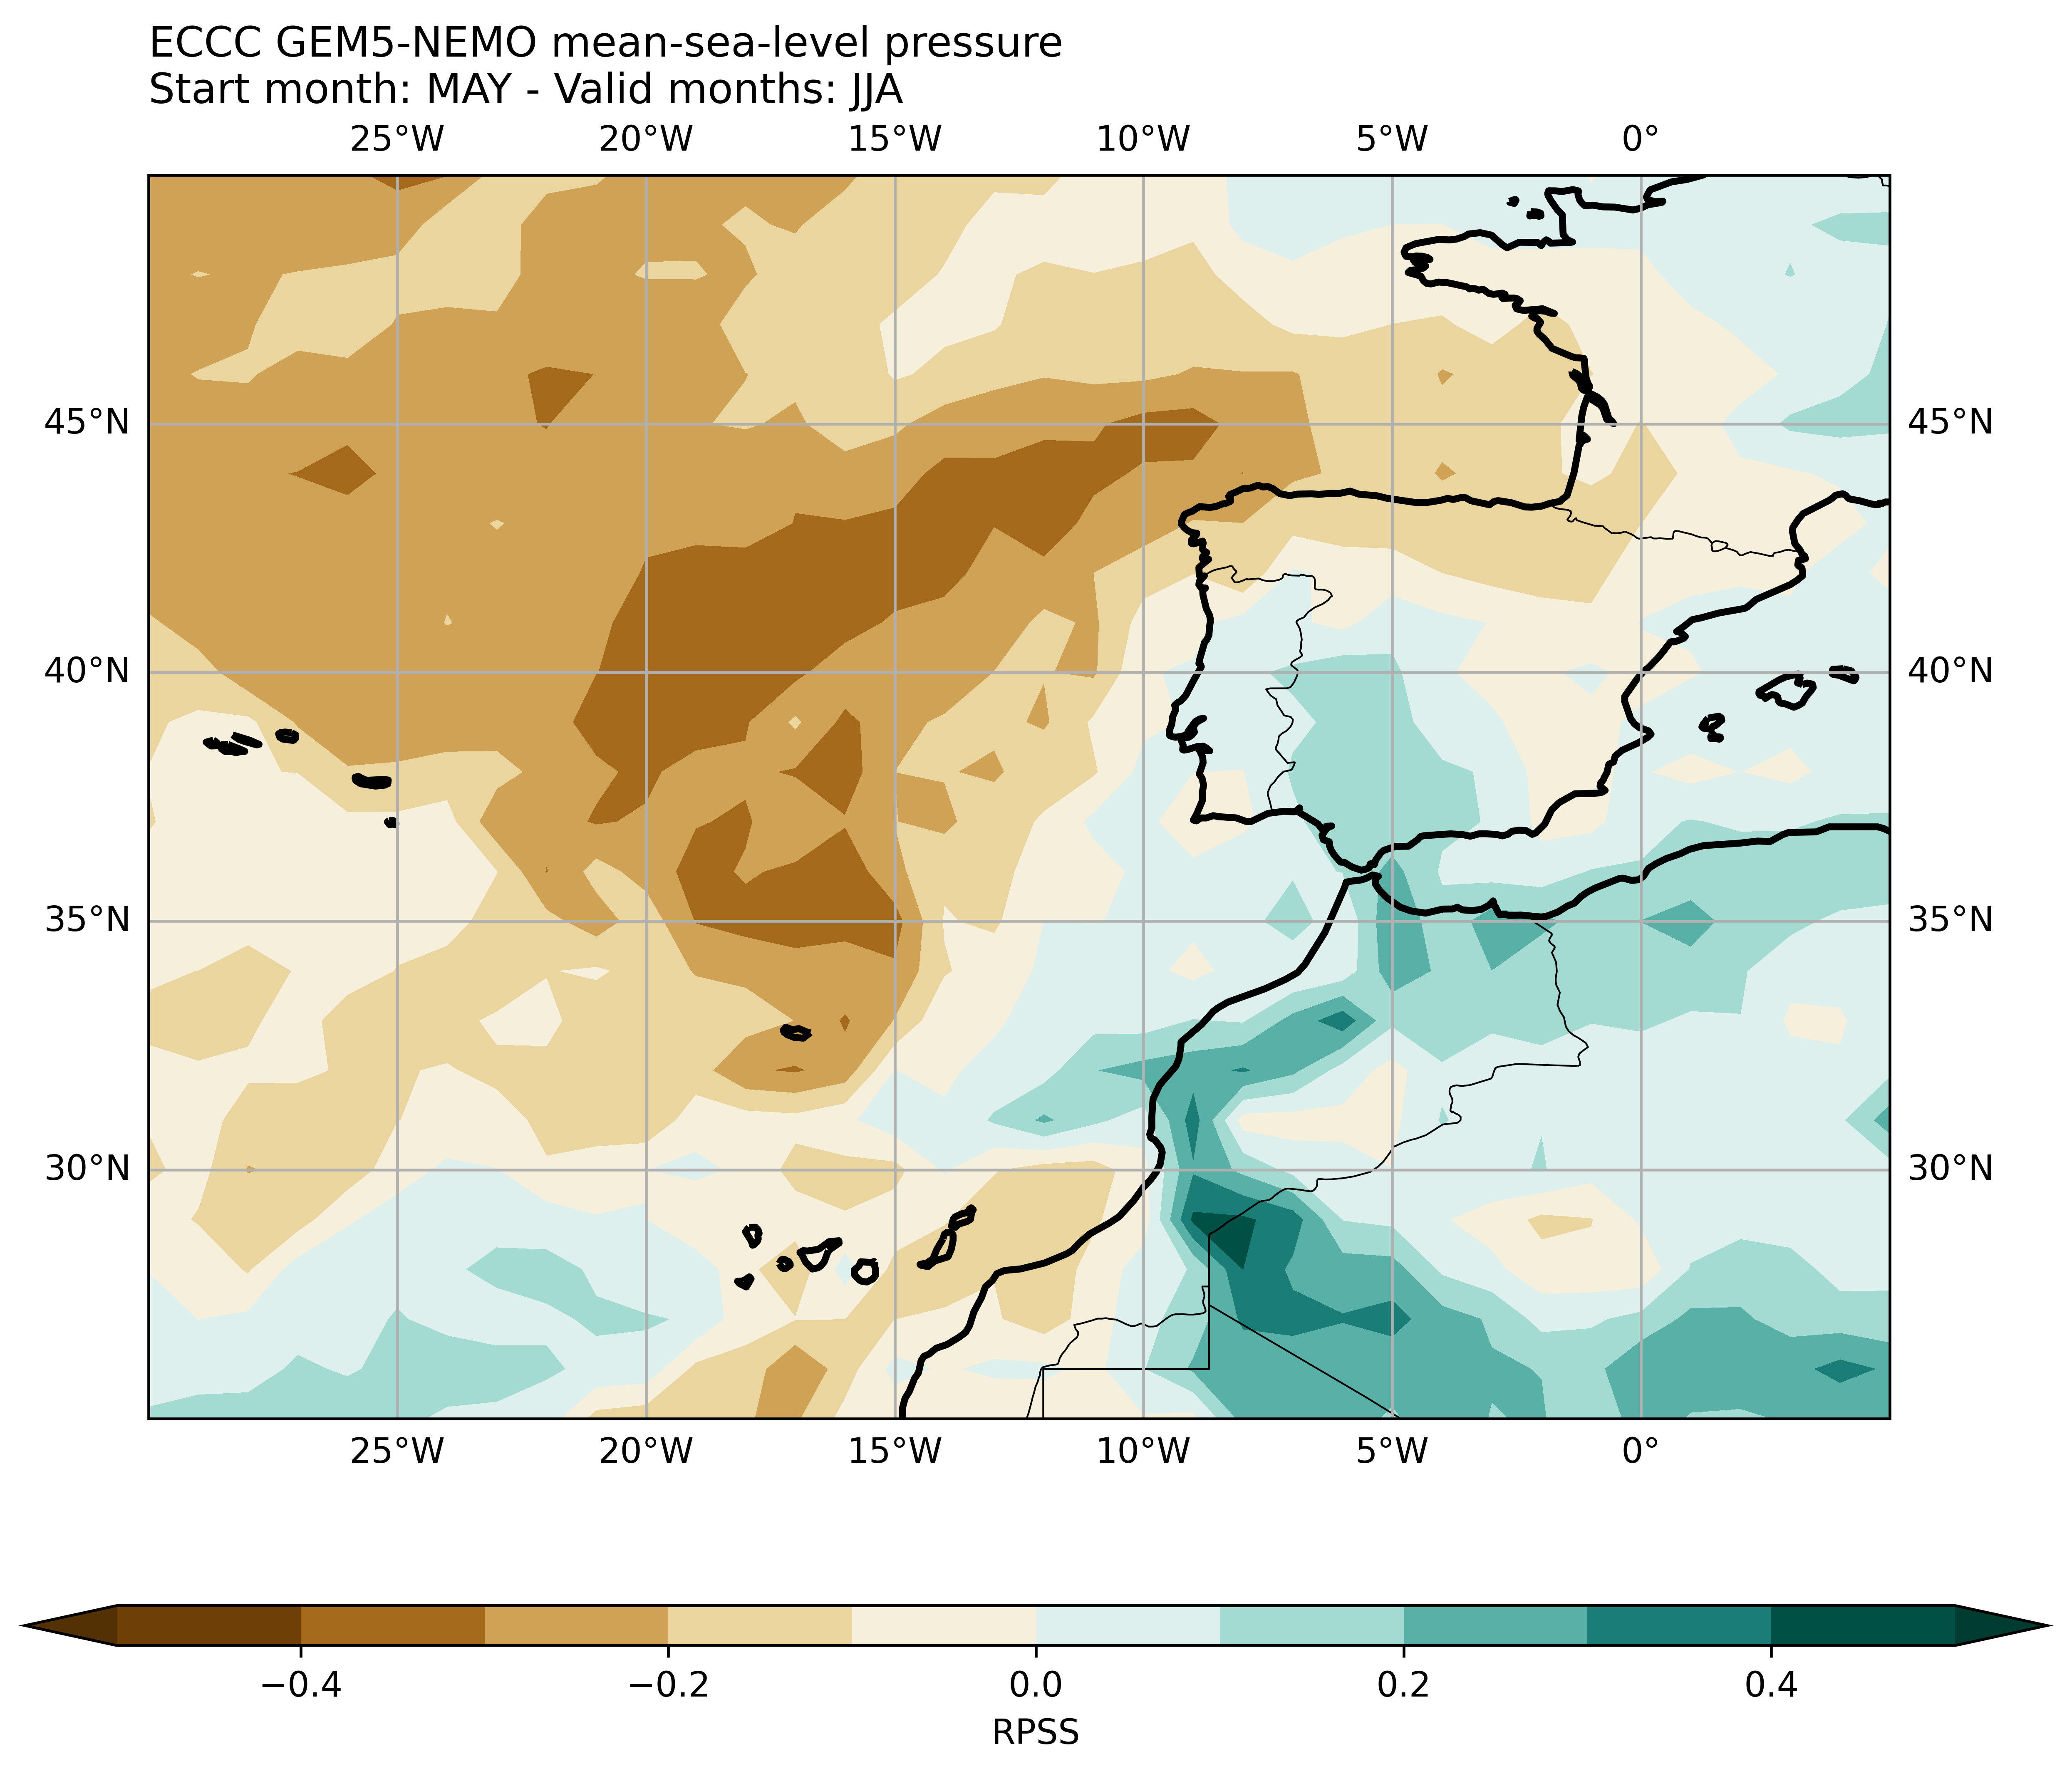 ECCC GEM5-NEMO mean-sea-level pressure
Start month: MAY - Valid months: JJA
25°W 20°W 15°W 10°W 5°W 0°
45°N 45°N
40°N 40°N
35°N 35°N
30°N 30°N
25°W 20°W 15°W 10°W 5°W 0°
−0.4 −0.2 0.0 0.2 0.4
RPSS